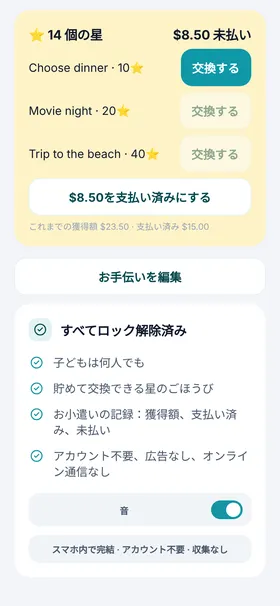 ⭐ 14 個の星 $8.50 未払い
Choose dinner · 10⭐ 交換する
Movie night · 20⭐ 交換する
Trip to the beach · 40⭐ 交換する
$8.50を支払い済みにする
これまでの獲得額 $23.50 · 支払い済み $15.00
お手伝いを編集
すべてロック解除済み
子どもは何人でも
貯めて交換できる星のごほうび
お小遣いの記録：獲得額、支払い済
み、未払い
アカウント不要、広告なし、オンライ
ン通信なし
音
スマホ内で完結 · アカウント不要 · 収集なし